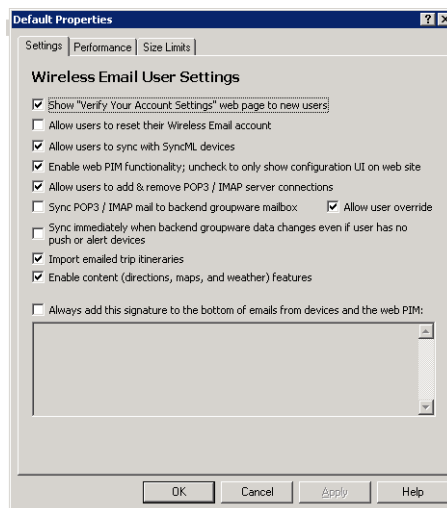 Default Properties
Settings Performance Size Limits
Wireless Email User Settings
Show "Verify Your Account Settings" web page to new users
Allow users to reset their Wireless Email account
Allow users to sync with SyncML devices
Enable web PIM functionality; uncheck to only show configuration UI on web site
Allow users to add & remove POP3 / IMAP server connections
Sync POP3 / IMAP mail to backend groupware mailbox Allow user override
Sync immediately when backend groupware data changes even if user has no
push or alert devices
Import emailed trip itineraries
Enable content (directions, maps, and weather) features
Always add this signature to the bottom of emails from devices and the web PIM:
OK Cancel Apply Help